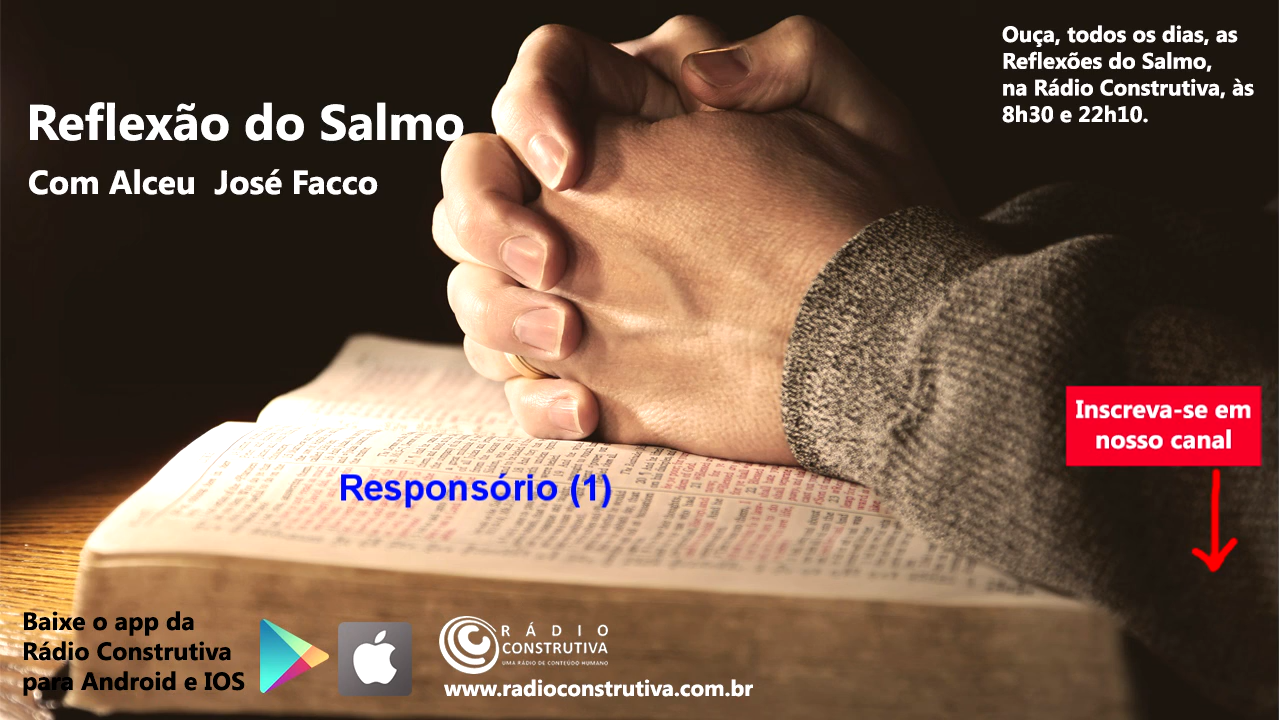 Ouça, todos os dias, as
Reflexões do Salmo,
na Rádio Construtiva, às
8h30 e 22h10.
Reflexão do Salmo
Com Alceu  José Facco
Inscreva-se em
nosso canal
Responsório (1)
Baixe o app da
Rádio Construtiva
para Android e IOS
RÁDIO
CONSTRUTIVA
UMA RÁDIO DE CONTEÚDO HUMANO
www.radioconstrutiva.com.br